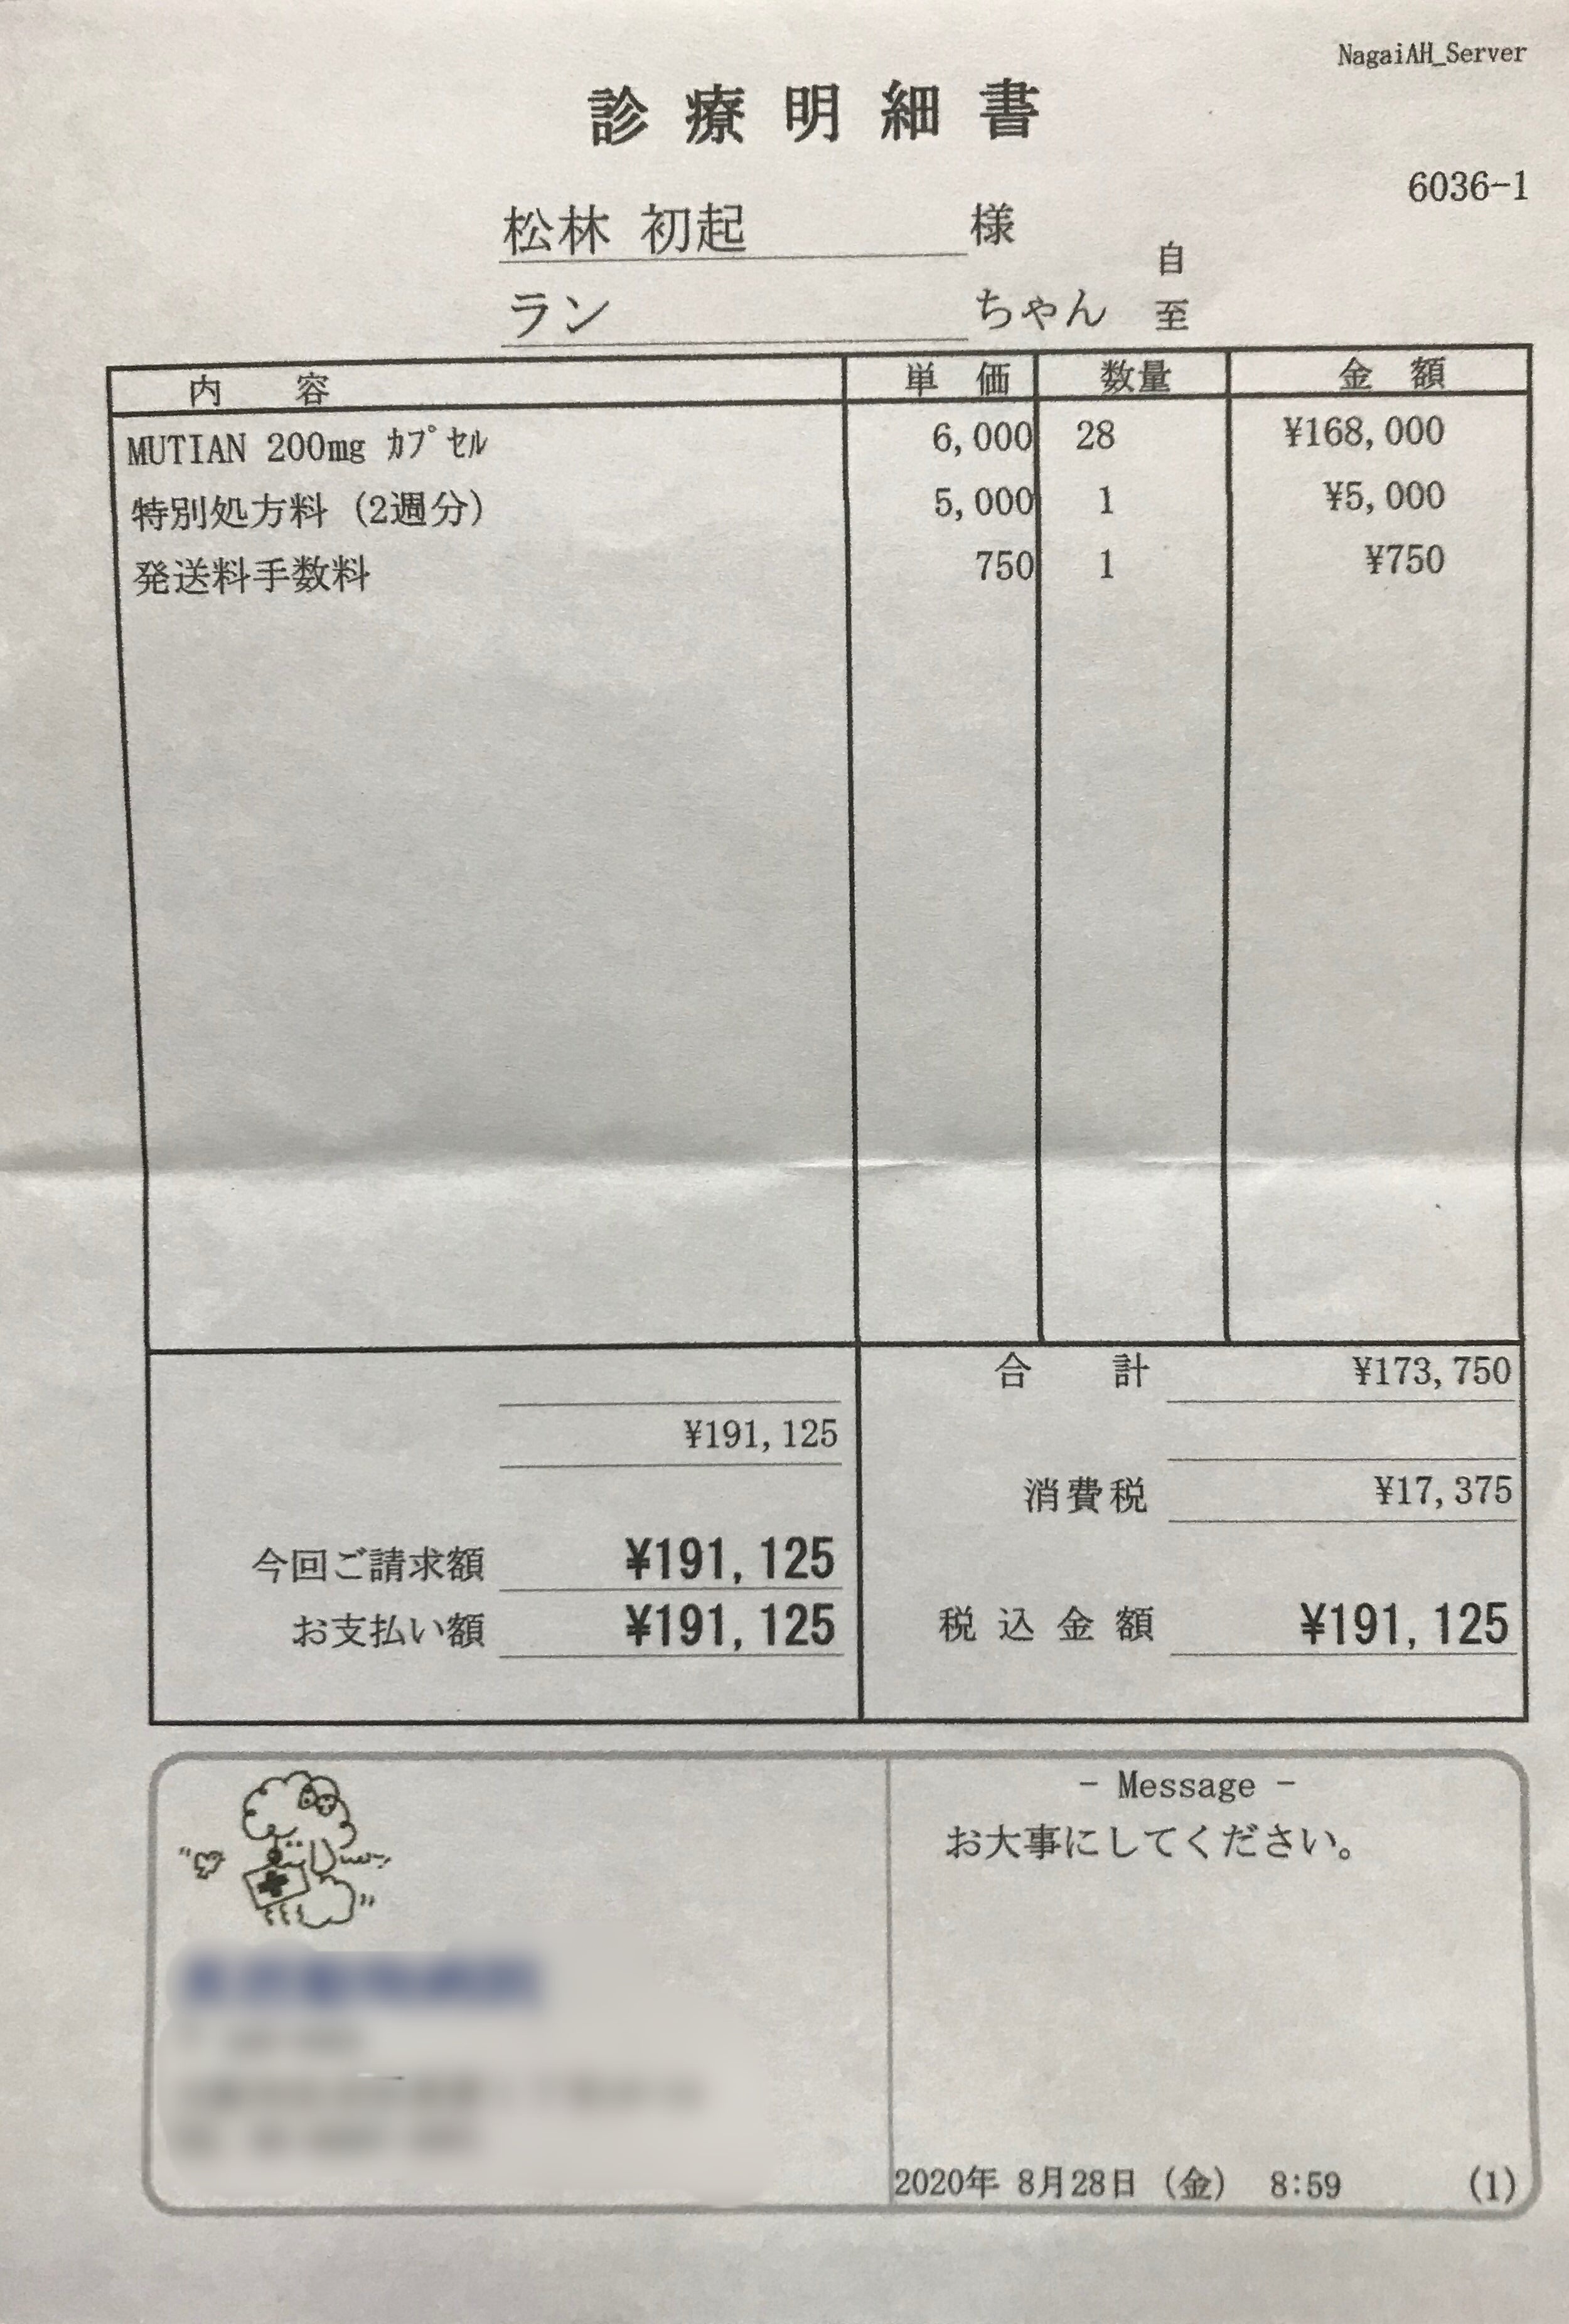 NagaiAH_Server
診療明細書
6036-1
松林 初起 様
自
ラン ちゃん 至
内 容 単 価 数量 金 額
MUTIAN 200mg ｶﾌﾟｾﾙ 6,000 28 ¥168,000
特別処方料（2週分） 5,000 1 ¥5,000
発送料手数料 750 1 ¥750
合 計 ¥173,750
¥191,125
消費税 ¥17,375
今回ご請求額 ¥191,125
お支払い額 ¥191,125
税込金額 ¥191,125
- Message -
お大事にしてください。
2020年 8月28日（金） 8:59 (1)